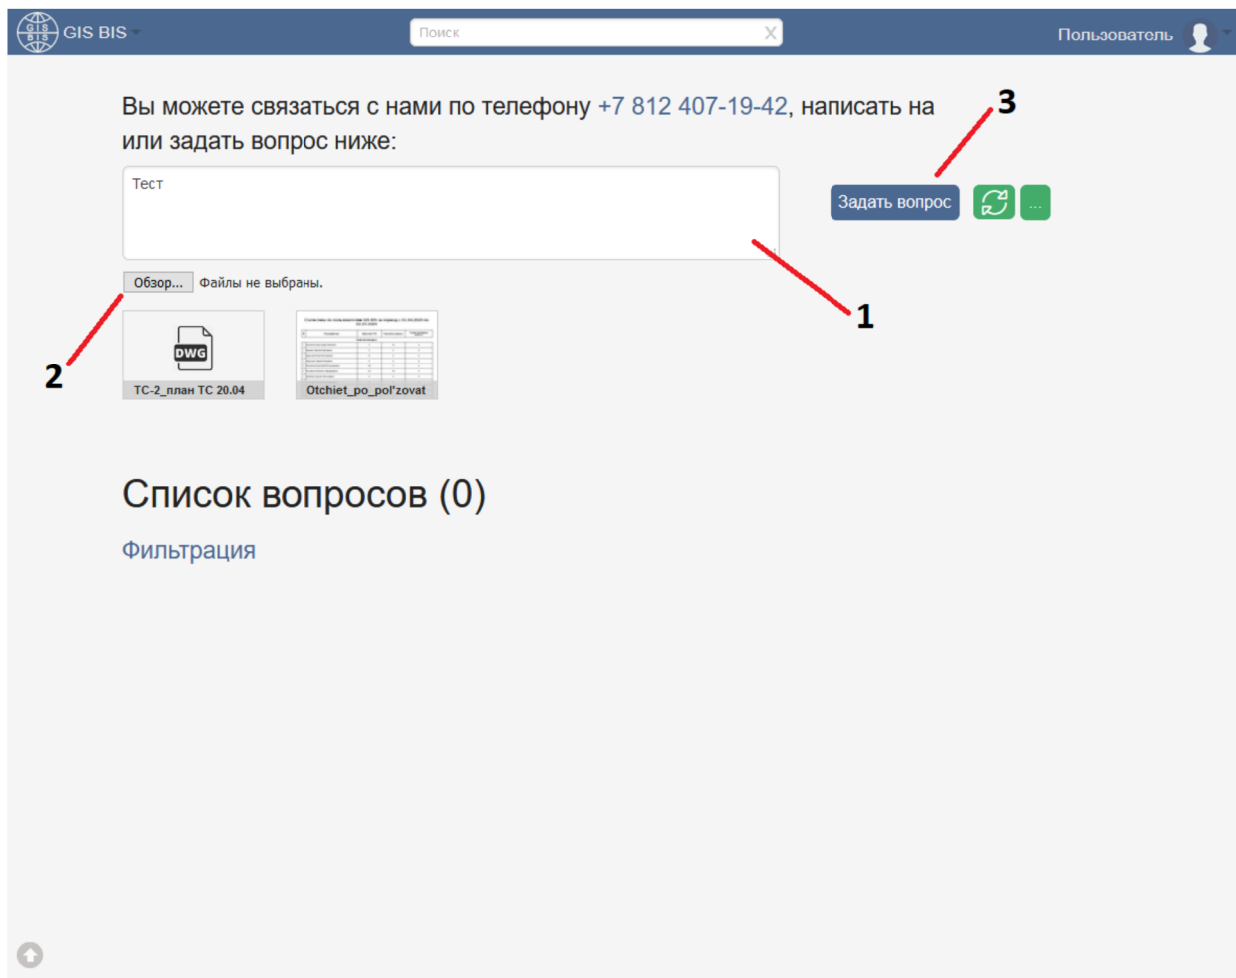 GIS BIS
GIS BIS
Поиск
Пользователь
Вы можете связаться с нами по телефону +7 812 407-19-42, написать на
или задать вопрос ниже:
3
Тест
Задать вопрос
...
Обзор... Файлы не выбраны.
1
2
DWG
ТС-2_план ТС 20.04
Otchiet_po_pol'zovat
Список вопросов (0)
Фильтрация